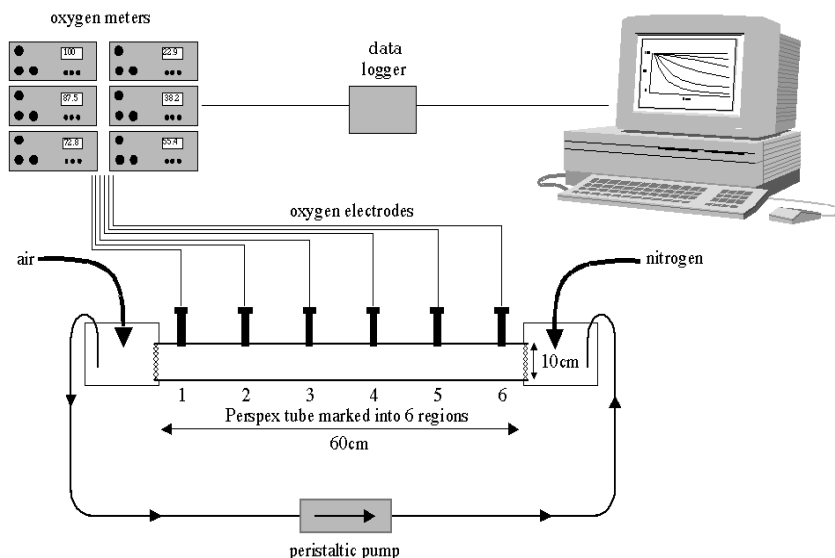 oxygen meters
100
22.9
87.5
38.2
72.8
55.4
data
logger
oxygen electrodes
air
nitrogen
10cm
1 2 3 4 5 6
Perspex tube marked into 6 regions
60cm
peristaltic pump